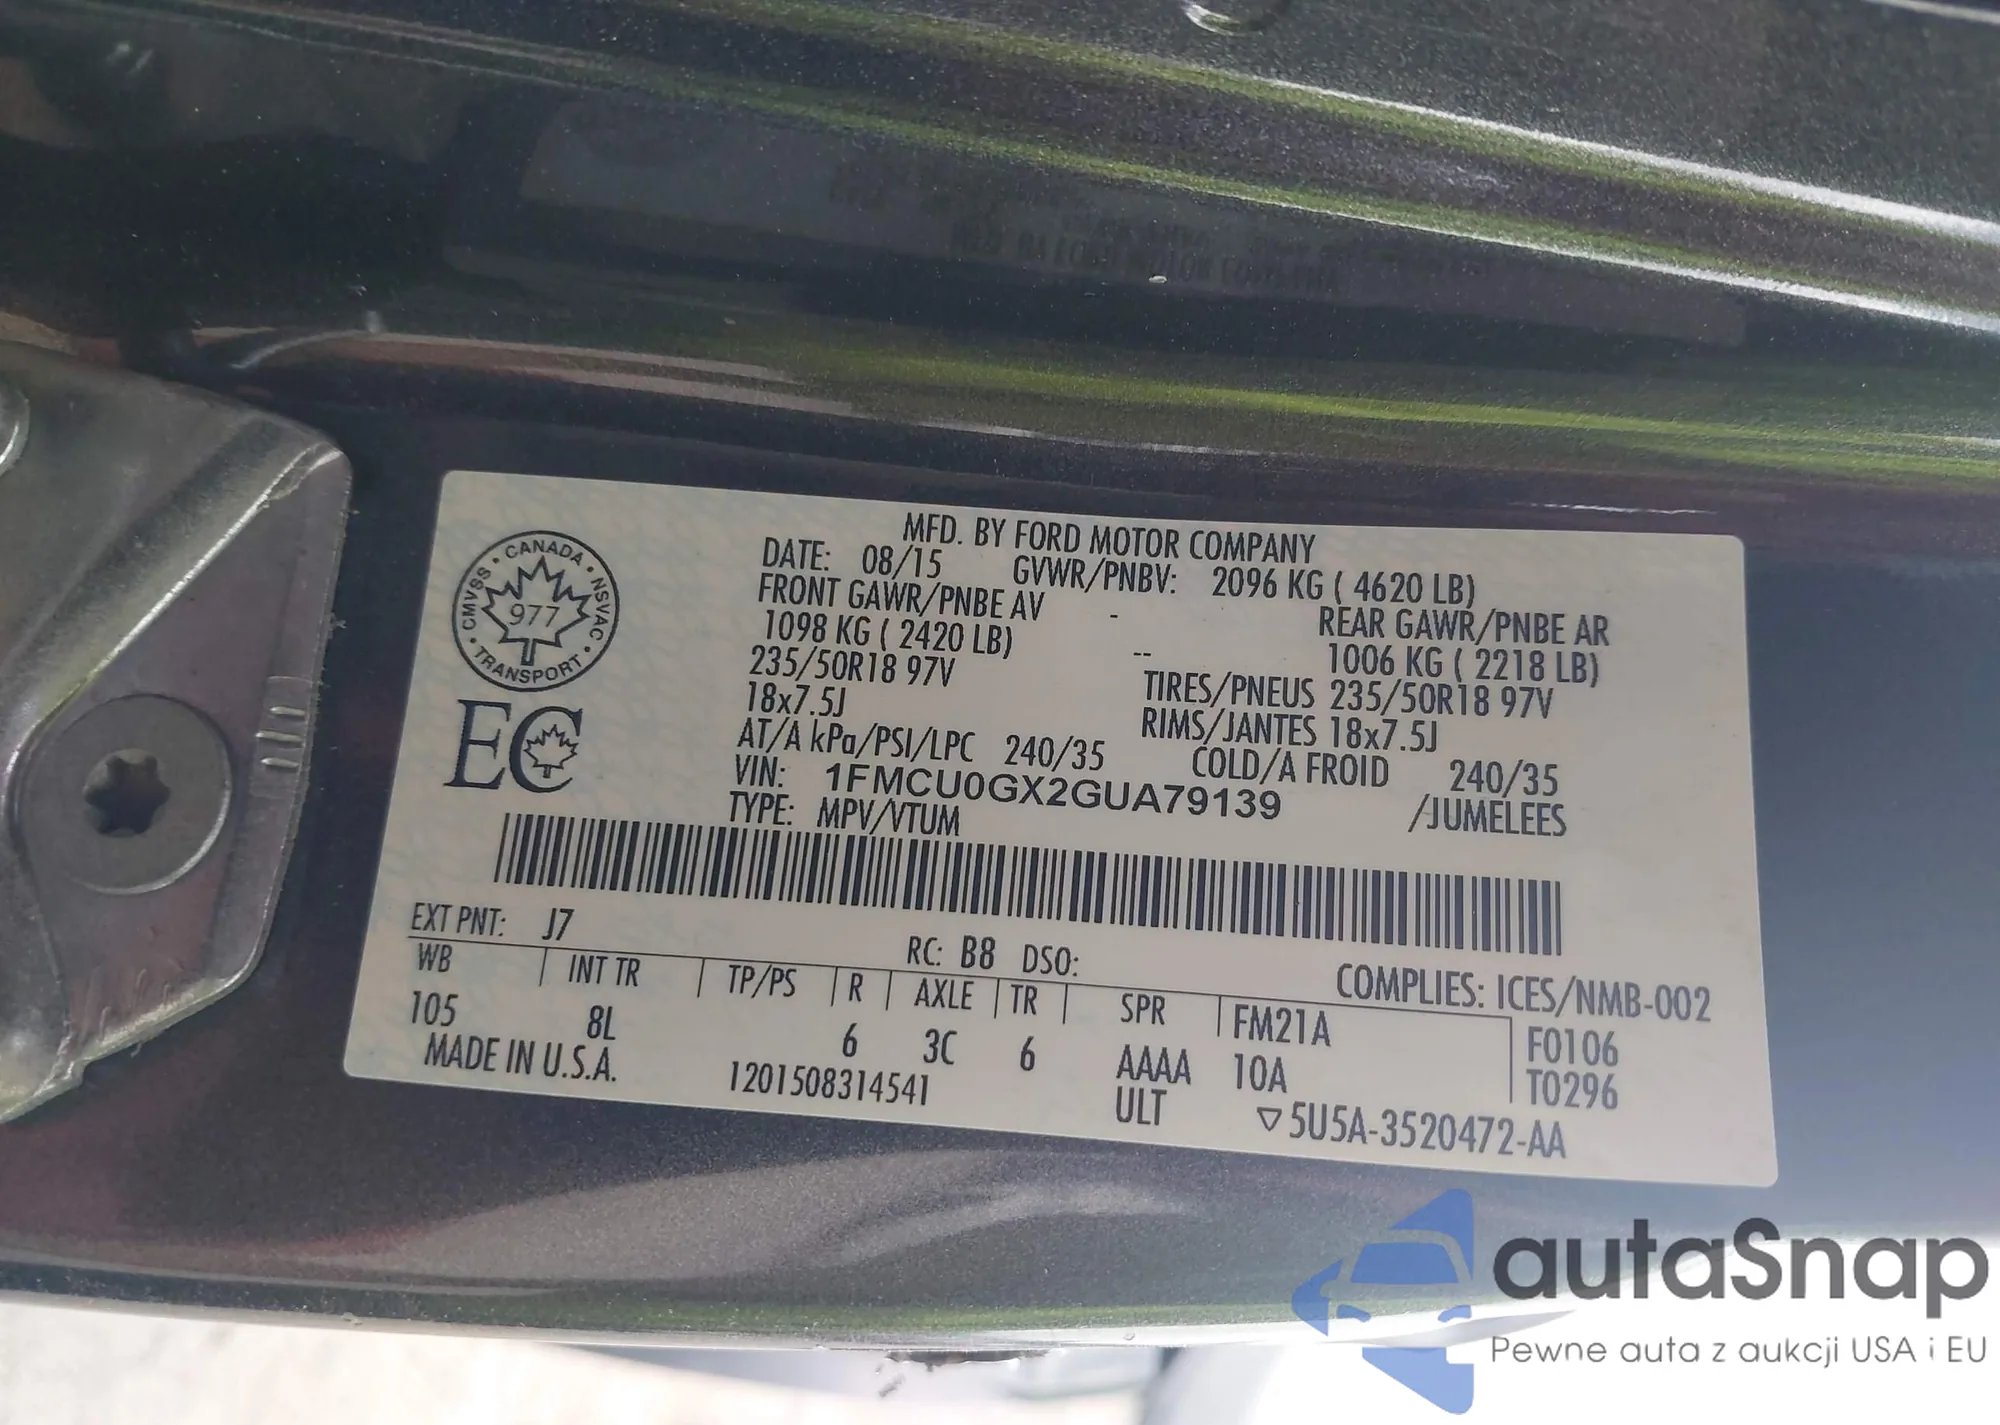 MFD. BY FORD MOTOR COMPANY
DATE: 08/15 GVWR/PNBV: 2096 KG ( 4620 LB)
FRONT GAWR/PNBE AV - REAR GAWR/PNBE AR
1098 KG ( 2420 LB) -- 1006 KG ( 2218 LB)
235/50R18 97V TIRES/PNEUS 235/50R18 97V
18x7.5J RIMS/JANTES 18x7.5J
AT/A kPa/PSI/LPC 240/35 COLD/A FROID 240/35
VIN: 1FMCU0GX2GUA79139 /JUMELEES
TYPE: MPV/VTUM
CANADA
CMVSS 977 NSVAC
TRANSPORT
EC
EXT PNT: J7 RC: B8 DSO: COMPLIES: ICES/NMB-002
WB INT TR TP/PS R AXLE TR SPR FM21A F0106
105 8L 6 3C 6 AAAA 10A T0296
MADE IN U.S.A. 1201508314541 ULT ▽5U5A-3520472-AA
autaSnap
Pewne auta z aukcji USA i EU